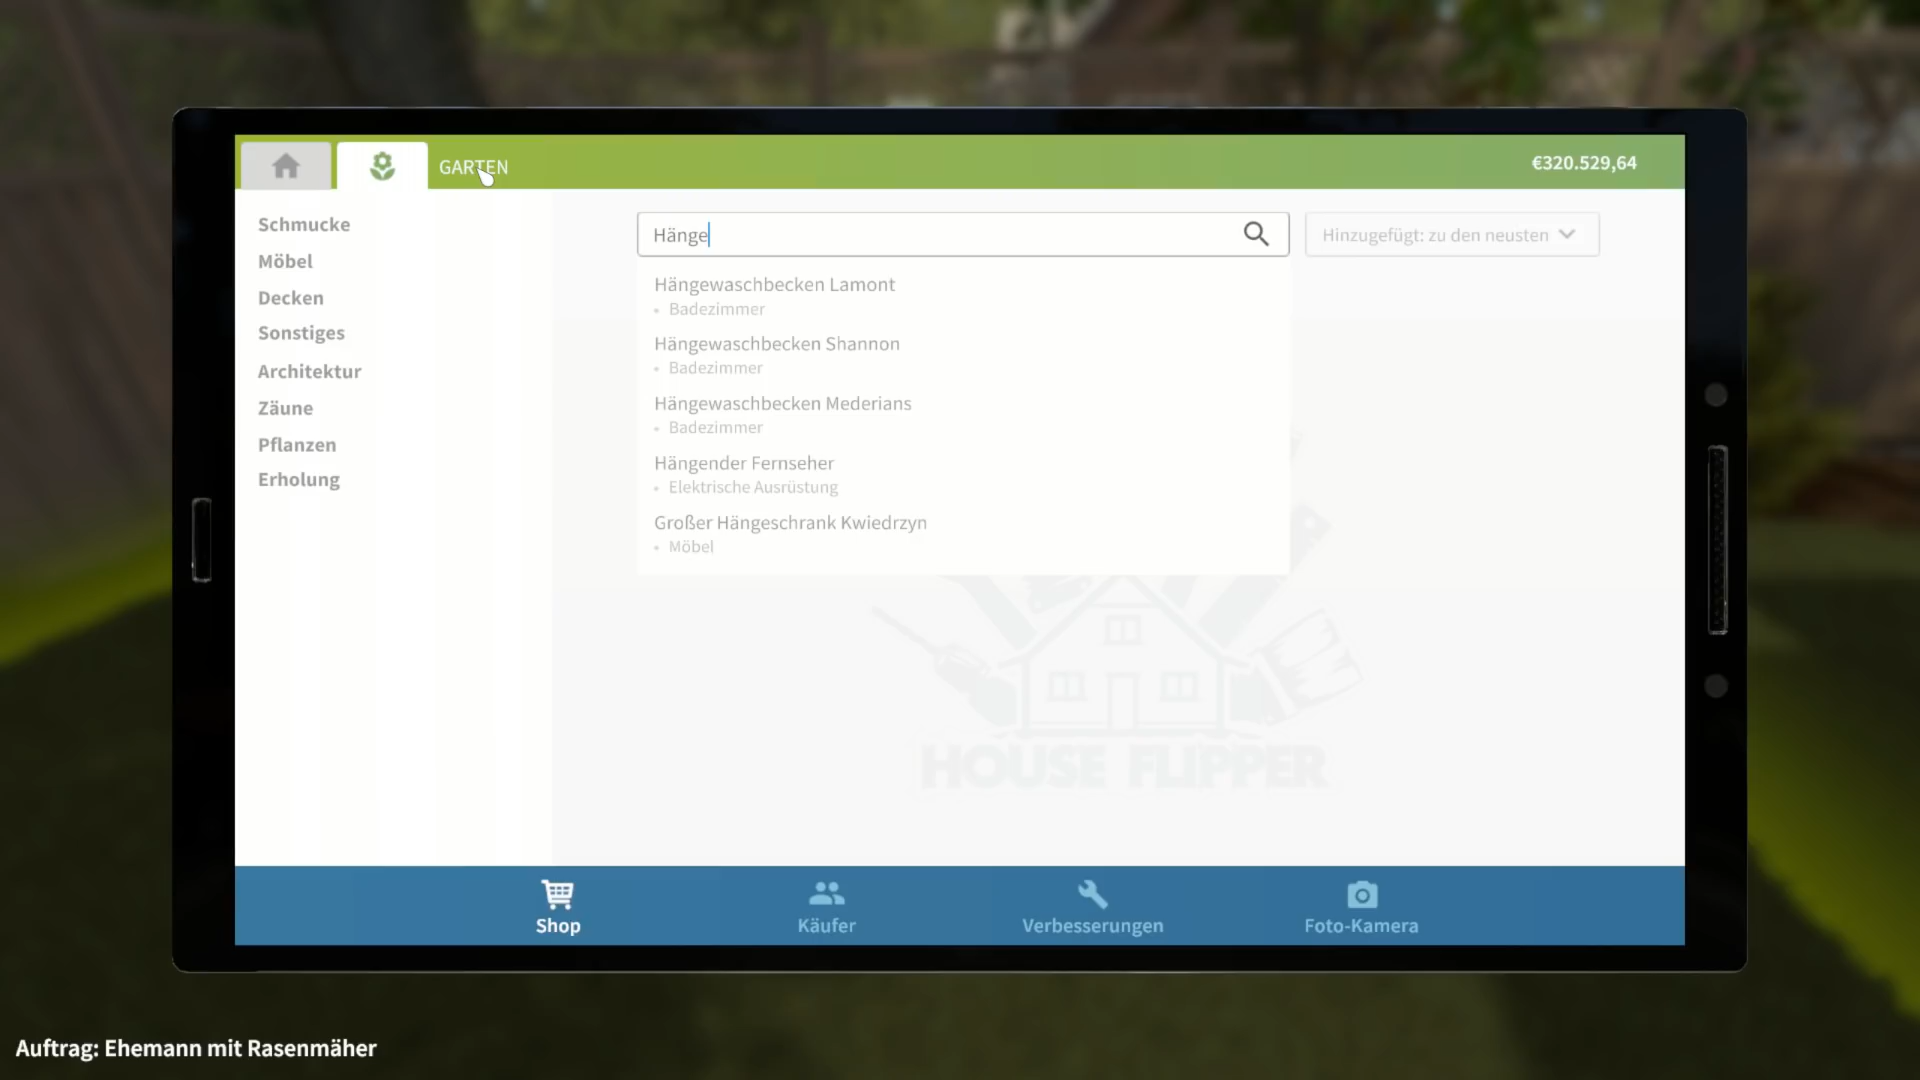 GARTEN
€320.529,64
Schmucke
Möbel
Decken
Sonstiges
Architektur
Zäune
Pflanzen
Erholung
Hänge
Hinzugefügt: zu den neusten
Hängewaschbecken Lamont
• Badezimmer
Hängewaschbecken Shannon
• Badezimmer
Hängewaschbecken Mederians
• Badezimmer
Hängender Fernseher
• Elektrische Ausrüstung
Großer Hängeschrank Kwiedrzyn
• Möbel
HOUSE FLIPPER
Shop
Käufer
Verbesserungen
Foto-Kamera
Auftrag: Ehemann mit Rasenmäher